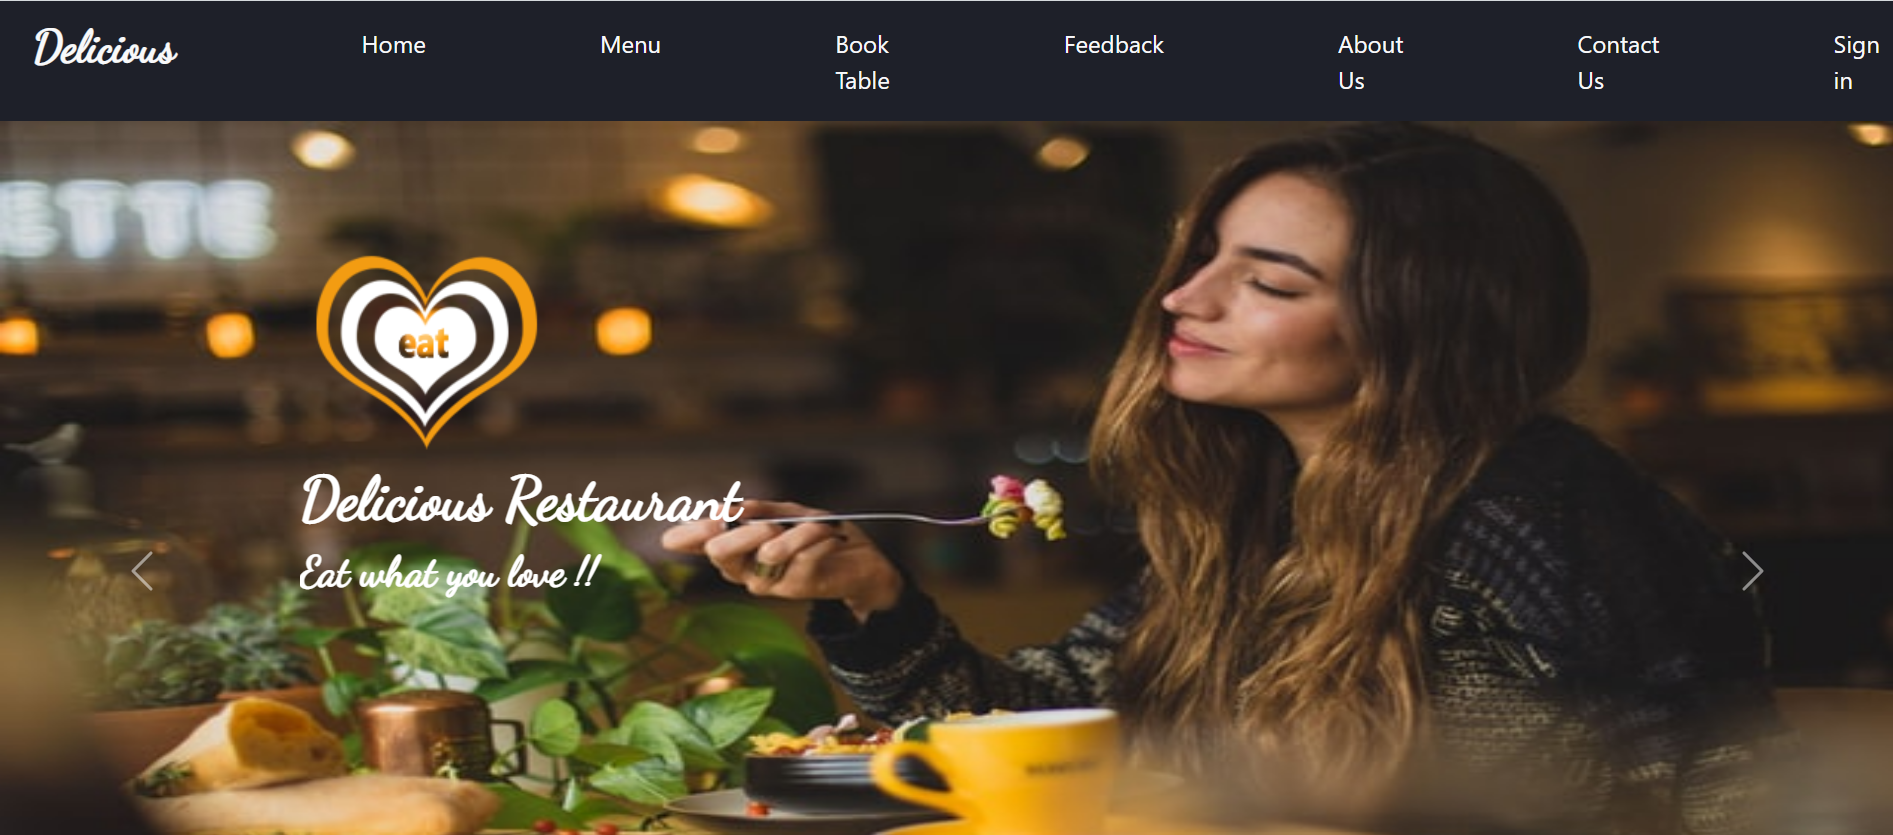 Delicious
Home
Menu
Book
Table
Feedback
About
Us
Contact
Us
Sign
in
ETTE
eat
Delicious Restaurant
Eat what you love !!